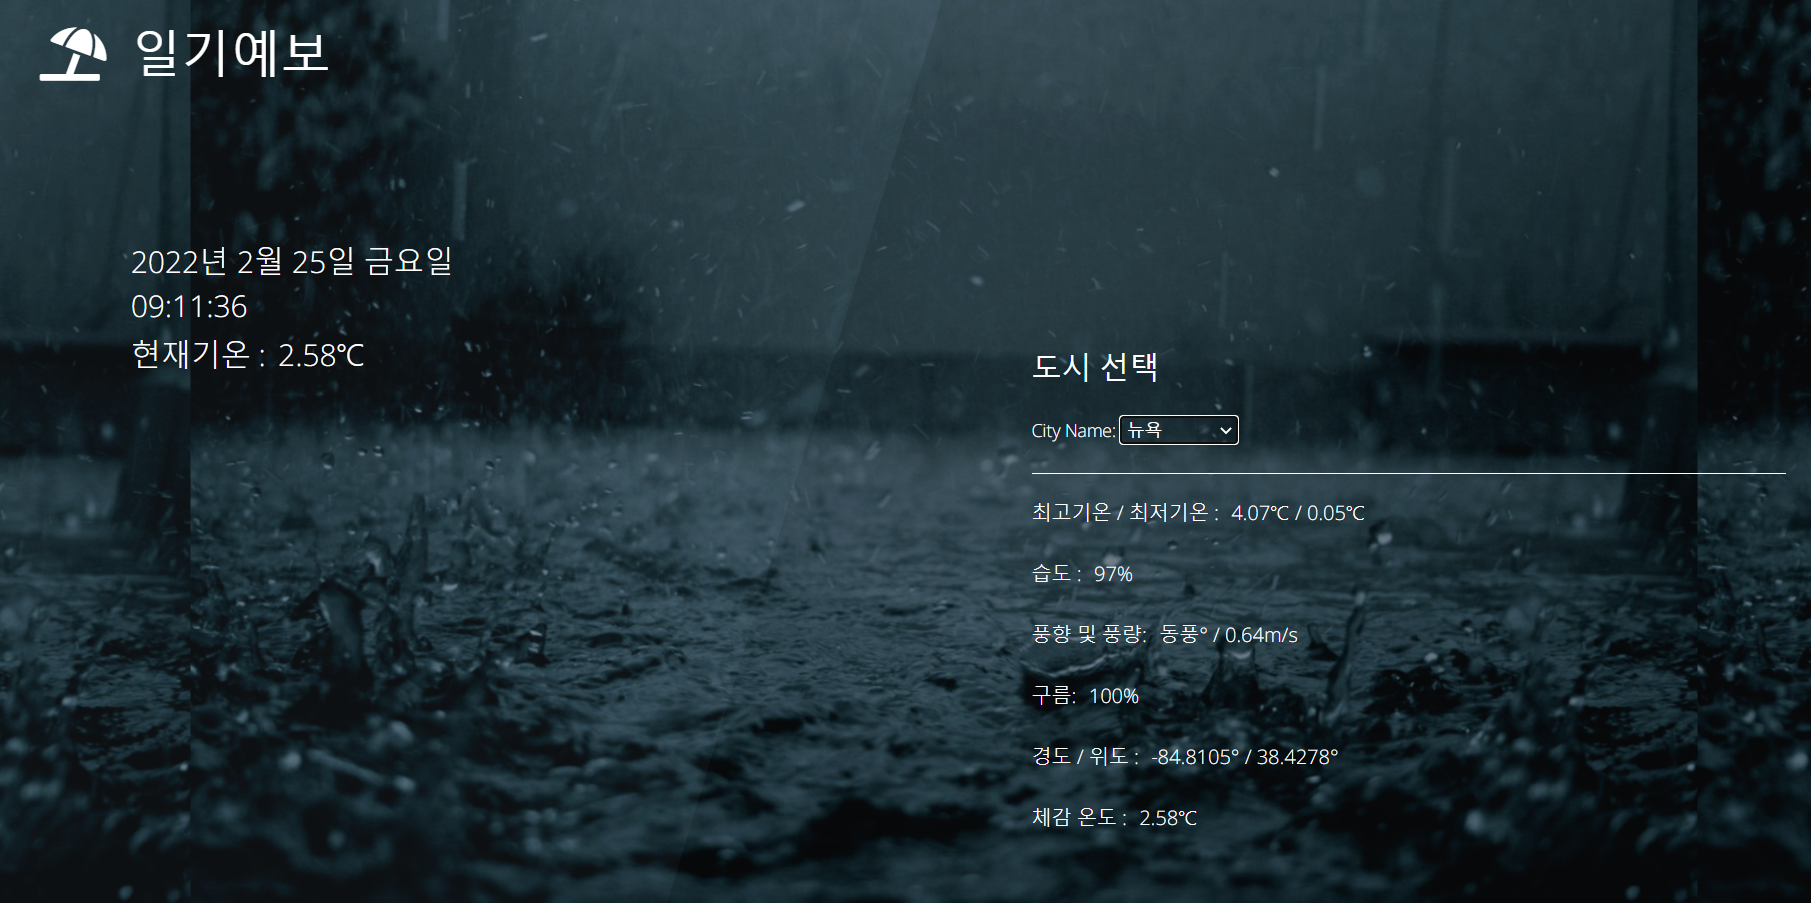 일기예보
2022년 2월 25일 금요일
09:11:36
현재기온 : 2.58℃
도시 선택
City Name: 뉴욕
최고기온 / 최저기온 : 4.07℃ / 0.05℃
습도 : 97%
풍향 및 풍량: 동풍° / 0.64m/s
구름: 100%
경도 / 위도 : -84.8105° / 38.4278°
체감 온도 : 2.58℃